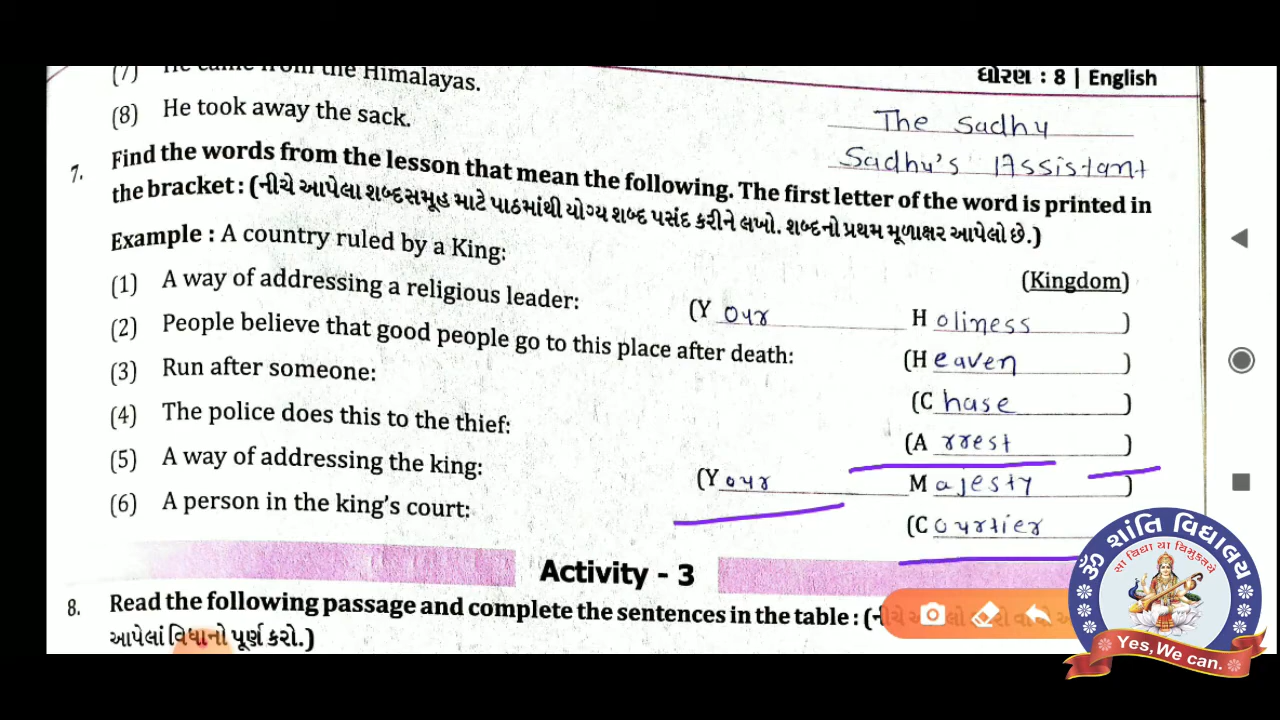 (7) He came from the Himalayas.
ધોરણ : 8 | English
(8) He took away the sack.
The Sadhu
Sadhu's Assistant
7. Find the words from the lesson that mean the following. The first letter of the word is printed in
the bracket : (નીચે આપેલા શબ્દસમૂહ માટે પાઠમાંથી યોગ્ય શબ્દ પસંદ કરીને લખો. શબ્દનો પ્રથમ મૂળાક્ષર આપેલો છે.)
Example : A country ruled by a King: (Kingdom)
(1) A way of addressing a religious leader: (Your Holiness)
(2) People believe that good people go to this place after death: (Heaven)
(3) Run after someone: (Chase)
(4) The police does this to the thief: (Arrest)
(5) A way of addressing the king: (Your Majesty)
(6) A person in the king's court: (Courtier
Activity - 3
8. Read the following passage and complete the sentences in the table : (
આપેલાં વિધાનો પૂર્ણ કરો.)
ૐ શાંતિ વિદ્યાલય
સા વિદ્યા યા વિમુક્તયે
Yes, We can.